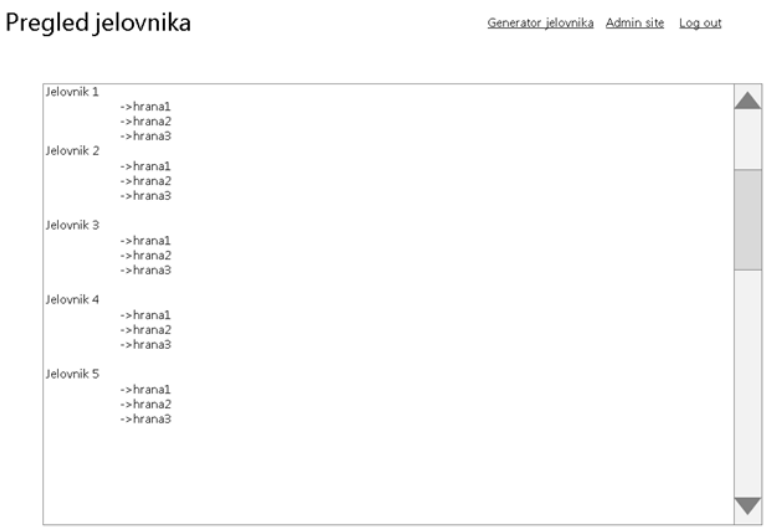 Pregled jelovnika
Generator jelovnika Admin site Log out
Jelovnik 1
->hrana1
->hrana2
->hrana3
Jelovnik 2
->hrana1
->hrana2
->hrana3
Jelovnik 3
->hrana1
->hrana2
->hrana3
Jelovnik 4
->hrana1
->hrana2
->hrana3
Jelovnik 5
->hrana1
->hrana2
->hrana3